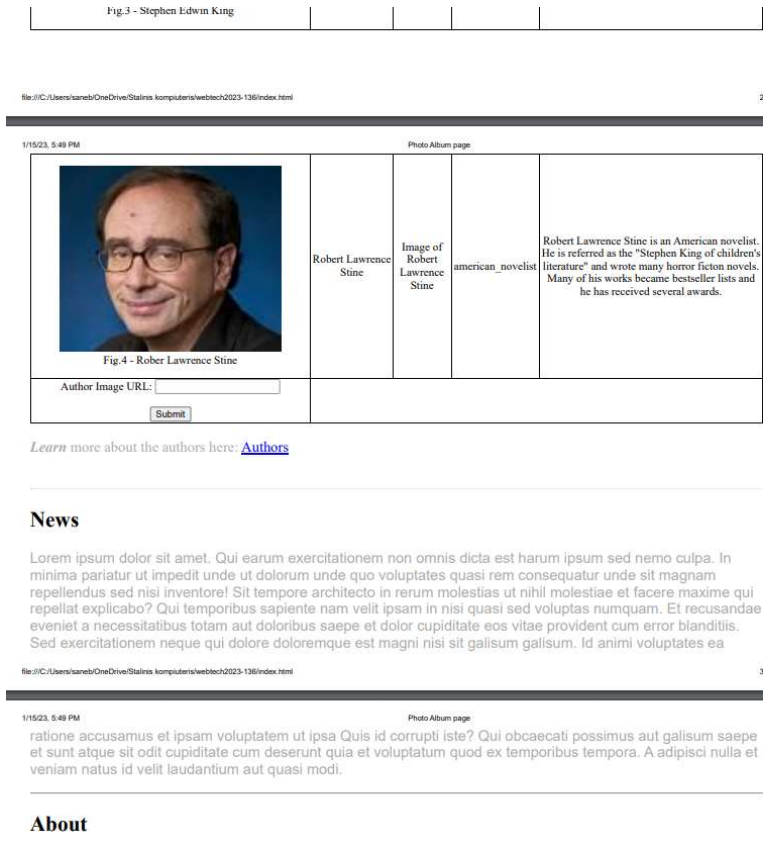 Fig.3 - Stephen Edwin King
file:///C:/Users/saneb/OneDrive/Stalinis kompiuteris/webtech2023-136/index.html
2
1/15/23, 5:49 PM
Photo Album page
Fig.4 - Rober Lawrence Stine
Robert Lawrence
Stine
Image of
Robert
Lawrence
Stine
american_novelist
Robert Lawrence Stine is an American novelist.
He is referred as the "Stephen King of children's
literature" and wrote many horror ficton novels.
Many of his works became bestseller lists and
he has received several awards.
Author Image URL:
Submit
Learn more about the authors here: Authors
News
Lorem ipsum dolor sit amet. Qui earum exercitationem non omnis dicta est harum ipsum sed nemo culpa. In
minima pariatur ut impedit unde ut dolorum unde quo voluptates quasi rem consequatur unde sit magnam
repellendus sed nisi inventore! Sit tempore architecto in rerum molestias ut nihil molestiae et facere maxime qui
repellat explicabo? Qui temporibus sapiente nam velit ipsam in nisi quasi sed voluptas numquam. Et recusandae
eveniet a necessitatibus totam aut doloribus saepe et dolor cupiditate eos vitae provident cum error blanditiis.
Sed exercitationem neque qui dolore doloremque est magni nisi sit galisum galisum. Id animi voluptates ea
file:///C:/Users/saneb/OneDrive/Stalinis kompiuteris/webtech2023-136/index.html
3
1/15/23, 5:49 PM
Photo Album page
ratione accusamus et ipsam voluptatem ut ipsa Quis id corrupti iste? Qui obcaecati possimus aut galisum saepe
et sunt atque sit odit cupiditate cum deserunt quia et voluptatum quod ex temporibus tempora. A adipisci nulla et
veniam natus id velit laudantium aut quasi modi.
About